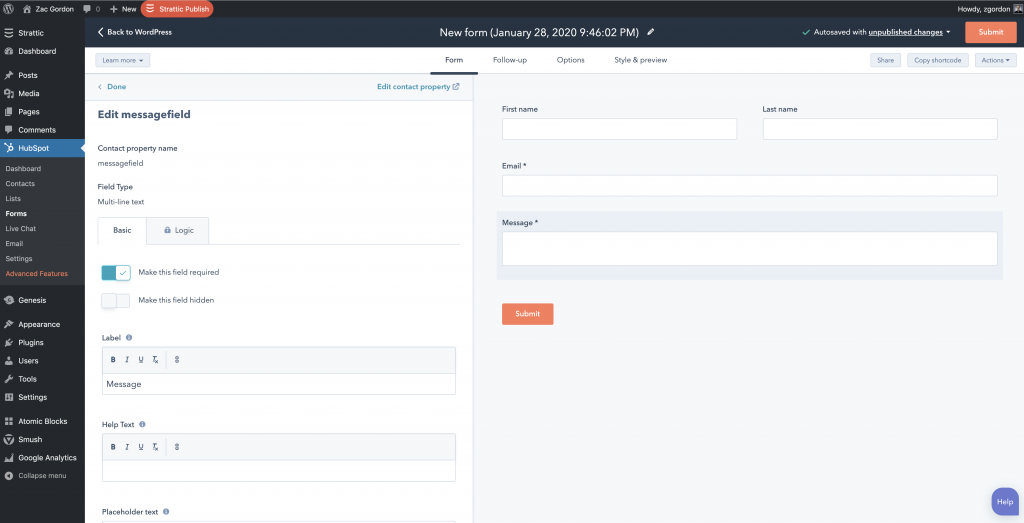 Zac Gordon 0 New Strattic Publish Howdy, zgordon
Strattic
Dashboard
Posts
Media
Pages
Comments
HubSpot
Dashboard
Contacts
Lists
Forms
Live Chat
Email
Settings
Advanced Features
Genesis
Appearance
Plugins
Users
Tools
Settings
Atomic Blocks
Smush
Google Analytics
Collapse menu
Back to WordPress New form (January 28, 2020 9:46:02 PM) Autosaved with unpublished changes Submit
Learn more Form Follow-up Options Style & preview Share Copy shortcode Actions
Done Edit contact property
Edit messagefield
Contact property name
messagefield
Field Type
Multi-line text
Basic Logic
Make this field required
Make this field hidden
Label
B I U Tx
Message
Help Text
B I U Tx
Placeholder text
First name Last name
Email *
Message *
Submit
Help